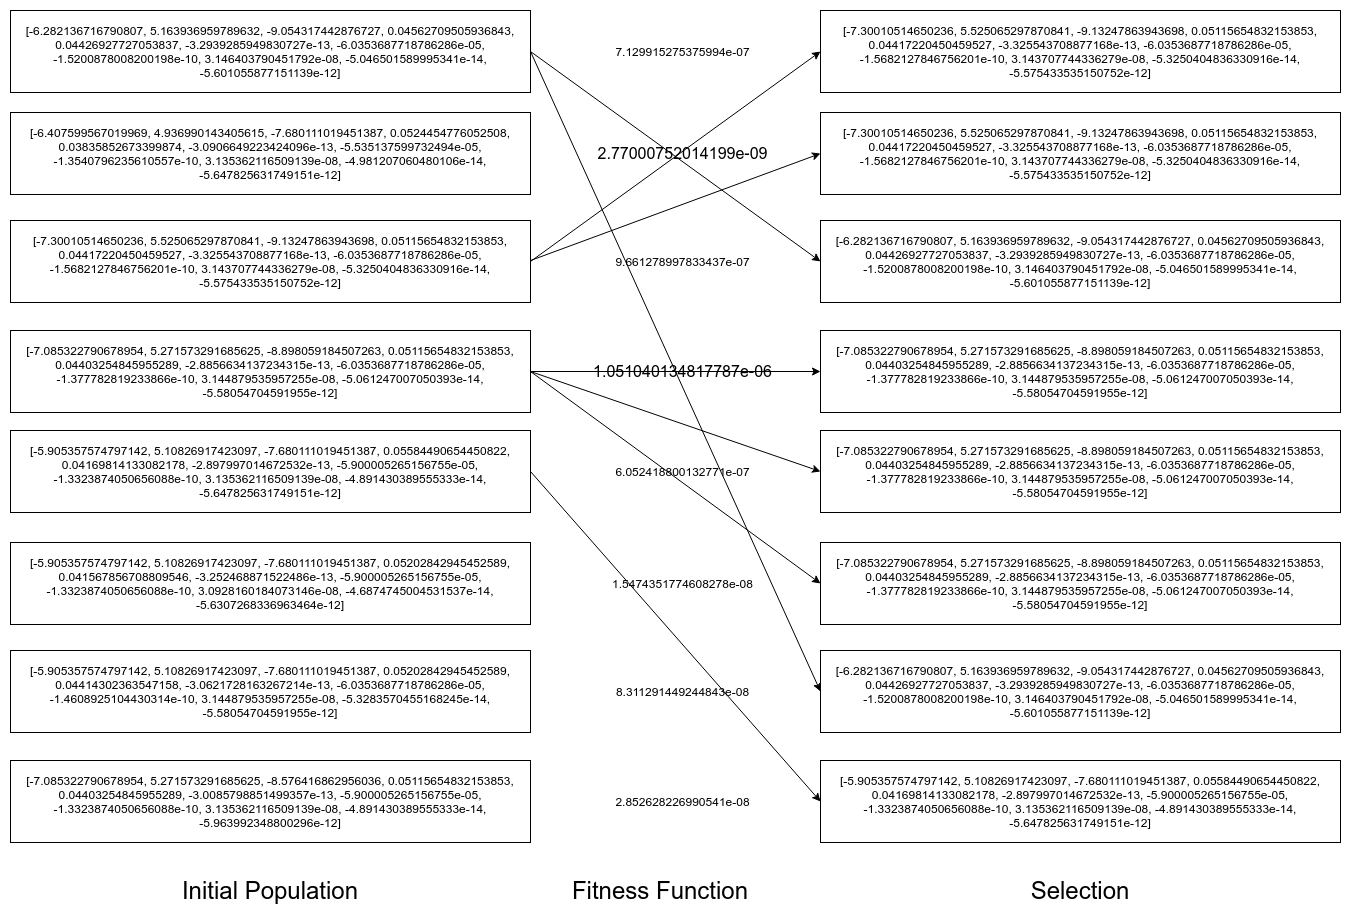 [-6.282136716790807, 5.163936959789632, -9.054317442876727, 0.04562709505936843,
0.04426927727053837, -3.2939285949830727e-13, -6.0353687718786286e-05,
-1.5200878008200198e-10, 3.146403790451792e-08, -5.046501589995341e-14,
-5.601055877151139e-12]
7.129915275375994e-07
[-7.30010514650236, 5.525065297870841, -9.13247863943698, 0.05115654832153853,
0.04417220450459527, -3.325543708877168e-13, -6.0353687718786286e-05,
-1.5682127846756201e-10, 3.143707744336279e-08, -5.3250404836330916e-14,
-5.575433535150752e-12]
[-6.407599567019969, 4.936990143405615, -7.680111019451387, 0.0524454776052508,
0.03835852673399874, -3.0906649223424096e-13, -5.535137599732494e-05,
-1.3540796235610557e-10, 3.135362116509139e-08, -4.981207060480106e-14,
-5.647825631749151e-12]
2.77000752014199e-09
[-7.30010514650236, 5.525065297870841, -9.13247863943698, 0.05115654832153853,
0.04417220450459527, -3.325543708877168e-13, -6.0353687718786286e-05,
-1.5682127846756201e-10, 3.143707744336279e-08, -5.3250404836330916e-14,
-5.575433535150752e-12]
[-7.30010514650236, 5.525065297870841, -9.13247863943698, 0.05115654832153853,
0.04417220450459527, -3.325543708877168e-13, -6.0353687718786286e-05,
-1.5682127846756201e-10, 3.143707744336279e-08, -5.3250404836330916e-14,
-5.575433535150752e-12]
9.661278997833437e-07
[-6.282136716790807, 5.163936959789632, -9.054317442876727, 0.04562709505936843,
0.04426927727053837, -3.2939285949830727e-13, -6.0353687718786286e-05,
-1.5200878008200198e-10, 3.146403790451792e-08, -5.046501589995341e-14,
-5.601055877151139e-12]
[-7.085322790678954, 5.271573291685625, -8.898059184507263, 0.05115654832153853,
0.04403254845955289, -2.8856634137234315e-13, -6.0353687718786286e-05,
-1.377782819233866e-10, 3.144879535957255e-08, -5.061247007050393e-14,
-5.58054704591955e-12]
1.051040134817787e-06
[-7.085322790678954, 5.271573291685625, -8.898059184507263, 0.05115654832153853,
0.04403254845955289, -2.8856634137234315e-13, -6.0353687718786286e-05,
-1.377782819233866e-10, 3.144879535957255e-08, -5.061247007050393e-14,
-5.58054704591955e-12]
[-5.905357574797142, 5.10826917423097, -7.680111019451387, 0.05584490654450822,
0.04169814133082178, -2.897997014672532e-13, -5.900005265156755e-05,
-1.3323874050656088e-10, 3.135362116509139e-08, -4.891430389555333e-14,
-5.647825631749151e-12]
6.052418800132771e-07
[-7.085322790678954, 5.271573291685625, -8.898059184507263, 0.05115654832153853,
0.04403254845955289, -2.8856634137234315e-13, -6.0353687718786286e-05,
-1.377782819233866e-10, 3.144879535957255e-08, -5.061247007050393e-14,
-5.58054704591955e-12]
[-5.905357574797142, 5.10826917423097, -7.680111019451387, 0.05202842945452589,
0.041567856708809546, -3.252468871522486e-13, -5.900005265156755e-05,
-1.3323874050656088e-10, 3.0928160184073146e-08, -4.6874745004531537e-14,
-5.6307268336963464e-12]
1.5474351774608278e-08
[-7.085322790678954, 5.271573291685625, -8.898059184507263, 0.05115654832153853,
0.04403254845955289, -2.8856634137234315e-13, -6.0353687718786286e-05,
-1.377782819233866e-10, 3.144879535957255e-08, -5.061247007050393e-14,
-5.58054704591955e-12]
[-5.905357574797142, 5.10826917423097, -7.680111019451387, 0.05202842945452589,
0.04414302363547158, -3.0621728163267214e-13, -6.0353687718786286e-05,
-1.4608925104430314e-10, 3.144879535957255e-08, -5.3283570455168245e-14,
-5.58054704591955e-12]
8.311291449244843e-08
[-6.282136716790807, 5.163936959789632, -9.054317442876727, 0.04562709505936843,
0.04426927727053837, -3.2939285949830727e-13, -6.0353687718786286e-05,
-1.5200878008200198e-10, 3.146403790451792e-08, -5.046501589995341e-14,
-5.601055877151139e-12]
[-7.085322790678954, 5.271573291685625, -8.576416862956036, 0.05115654832153853,
0.04403254845955289, -3.0085798851499357e-13, -5.900005265156755e-05,
-1.3323874050656088e-10, 3.135362116509139e-08, -4.891430389555333e-14,
-5.963992348800296e-12]
2.852628226990541e-08
[-5.905357574797142, 5.10826917423097, -7.680111019451387, 0.05584490654450822,
0.04169814133082178, -2.897997014672532e-13, -5.900005265156755e-05,
-1.3323874050656088e-10, 3.135362116509139e-08, -4.891430389555333e-14,
-5.647825631749151e-12]
Initial Population
Fitness Function
Selection